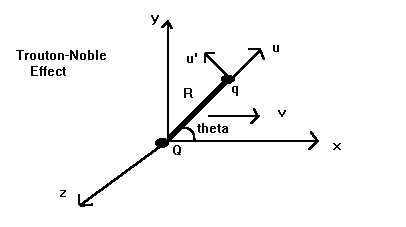 y
Trouton-Noble
Effect
u'
u
R
q
v
theta
Q
x
z